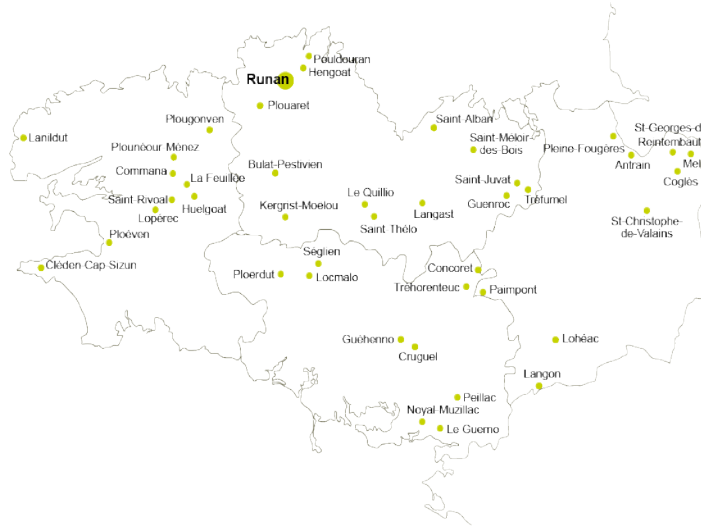 Pouldouran
Hengoat
Runan
Plouaret
Plougonven
Lanildut
Plounéour Ménez
Commana
La Feuillée
Saint-Rivoal
Huelgoat
Lopérec
Ploéven
Cléden-Cap-Sizun
Bulat-Pestivien
Kergrist-Moelou
Le Quillio
Saint-Thélo
Langast
Saint Alban
Saint-Méloir
-des-Bois
Saint-Juvat
Guenroc
Tréfumel
Pleine-Fougères
Antrain
St-Georges-d
Reintembault
Mel
Coglès
St-Christophe-
de-Valains
Séglien
Ploerdut
Locmalo
Concoret
Tréhorenteuc
Paimpont
Guéhenno
Cruguel
Lohéac
Langon
Peillac
Noyal-Muzillac
Le Guerno